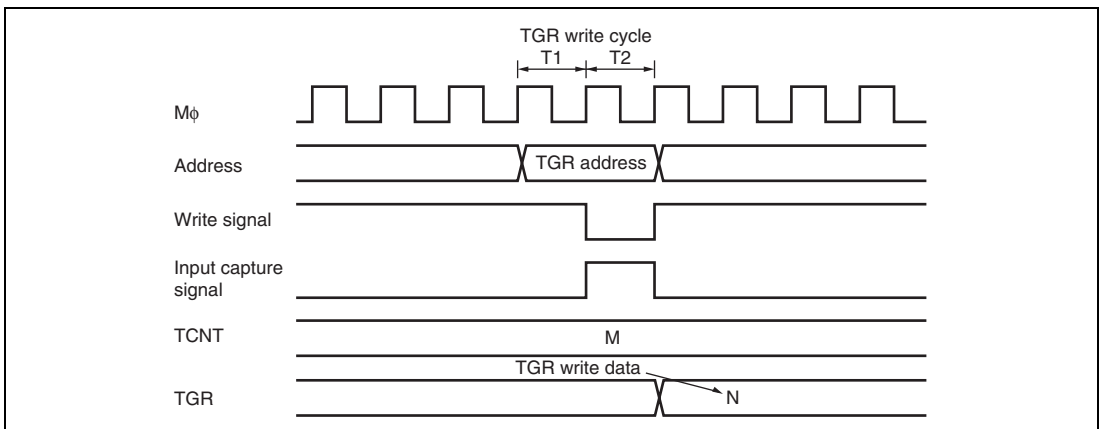 TGR write cycle
T1 T2
Mϕ
Address
TGR address
Write signal
Input capture
signal
TCNT
M
TGR write data
TGR
N